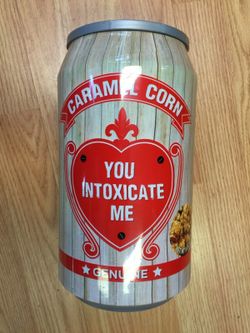 CARAMEL CORN
YOU
INTOXICATE
ME
★ GENUINE ★